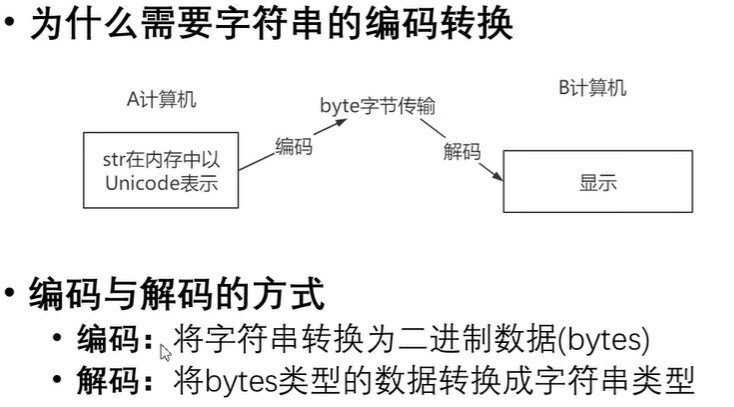 • 为什么需要字符串的编码转换
A计算机
byte字节传输
B计算机
编码
解码
str在内存中以
Unicode表示
显示
• 编码与解码的方式
• 编码：将字符串转换为二进制数据(bytes)
• 解码：将bytes类型的数据转换成字符串类型